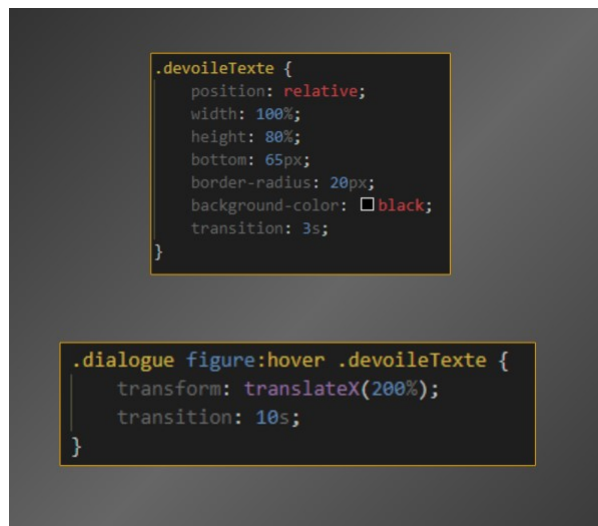 .devoileTexte {
position: relative;
width: 100%;
height: 80%;
bottom: 65px;
border-radius: 20px;
background-color: black;
transition: 3s;
}
.dialogue figure:hover .devoileTexte {
transform: translateX(200%);
transition: 10s;
}